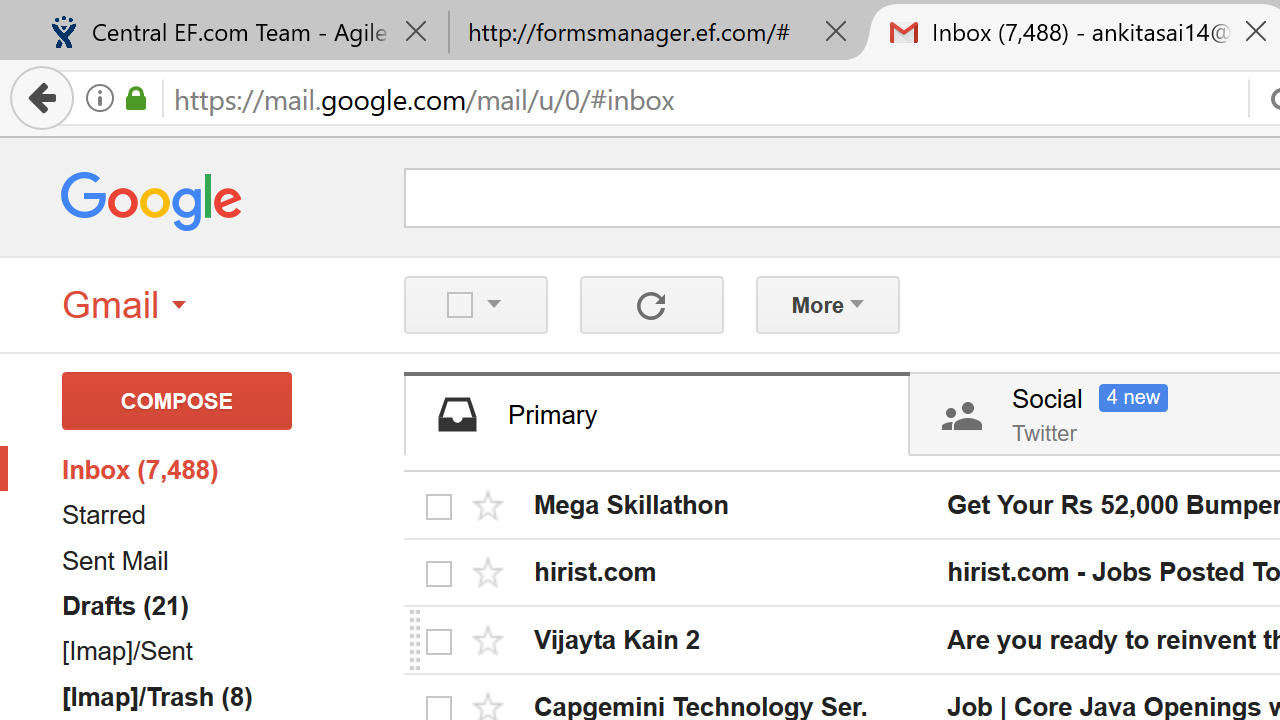 Central EF.com Team - Agile
http://formsmanager.ef.com/#
Inbox (7,488) - ankitasai14@
https://mail.google.com/mail/u/0/#inbox
Google
Gmail
More
COMPOSE
Primary
Social 4 new
Twitter
Inbox (7,488)
Starred
Sent Mail
Drafts (21)
[Imap]/Sent
[Imap]/Trash (8)
Mega Skillathon Get Your Rs 52,000 Bumper
hirist.com hirist.com - Jobs Posted To
Vijayta Kain 2 Are you ready to reinvent th
Capgemini Technology Ser. Job | Core Java Openings w